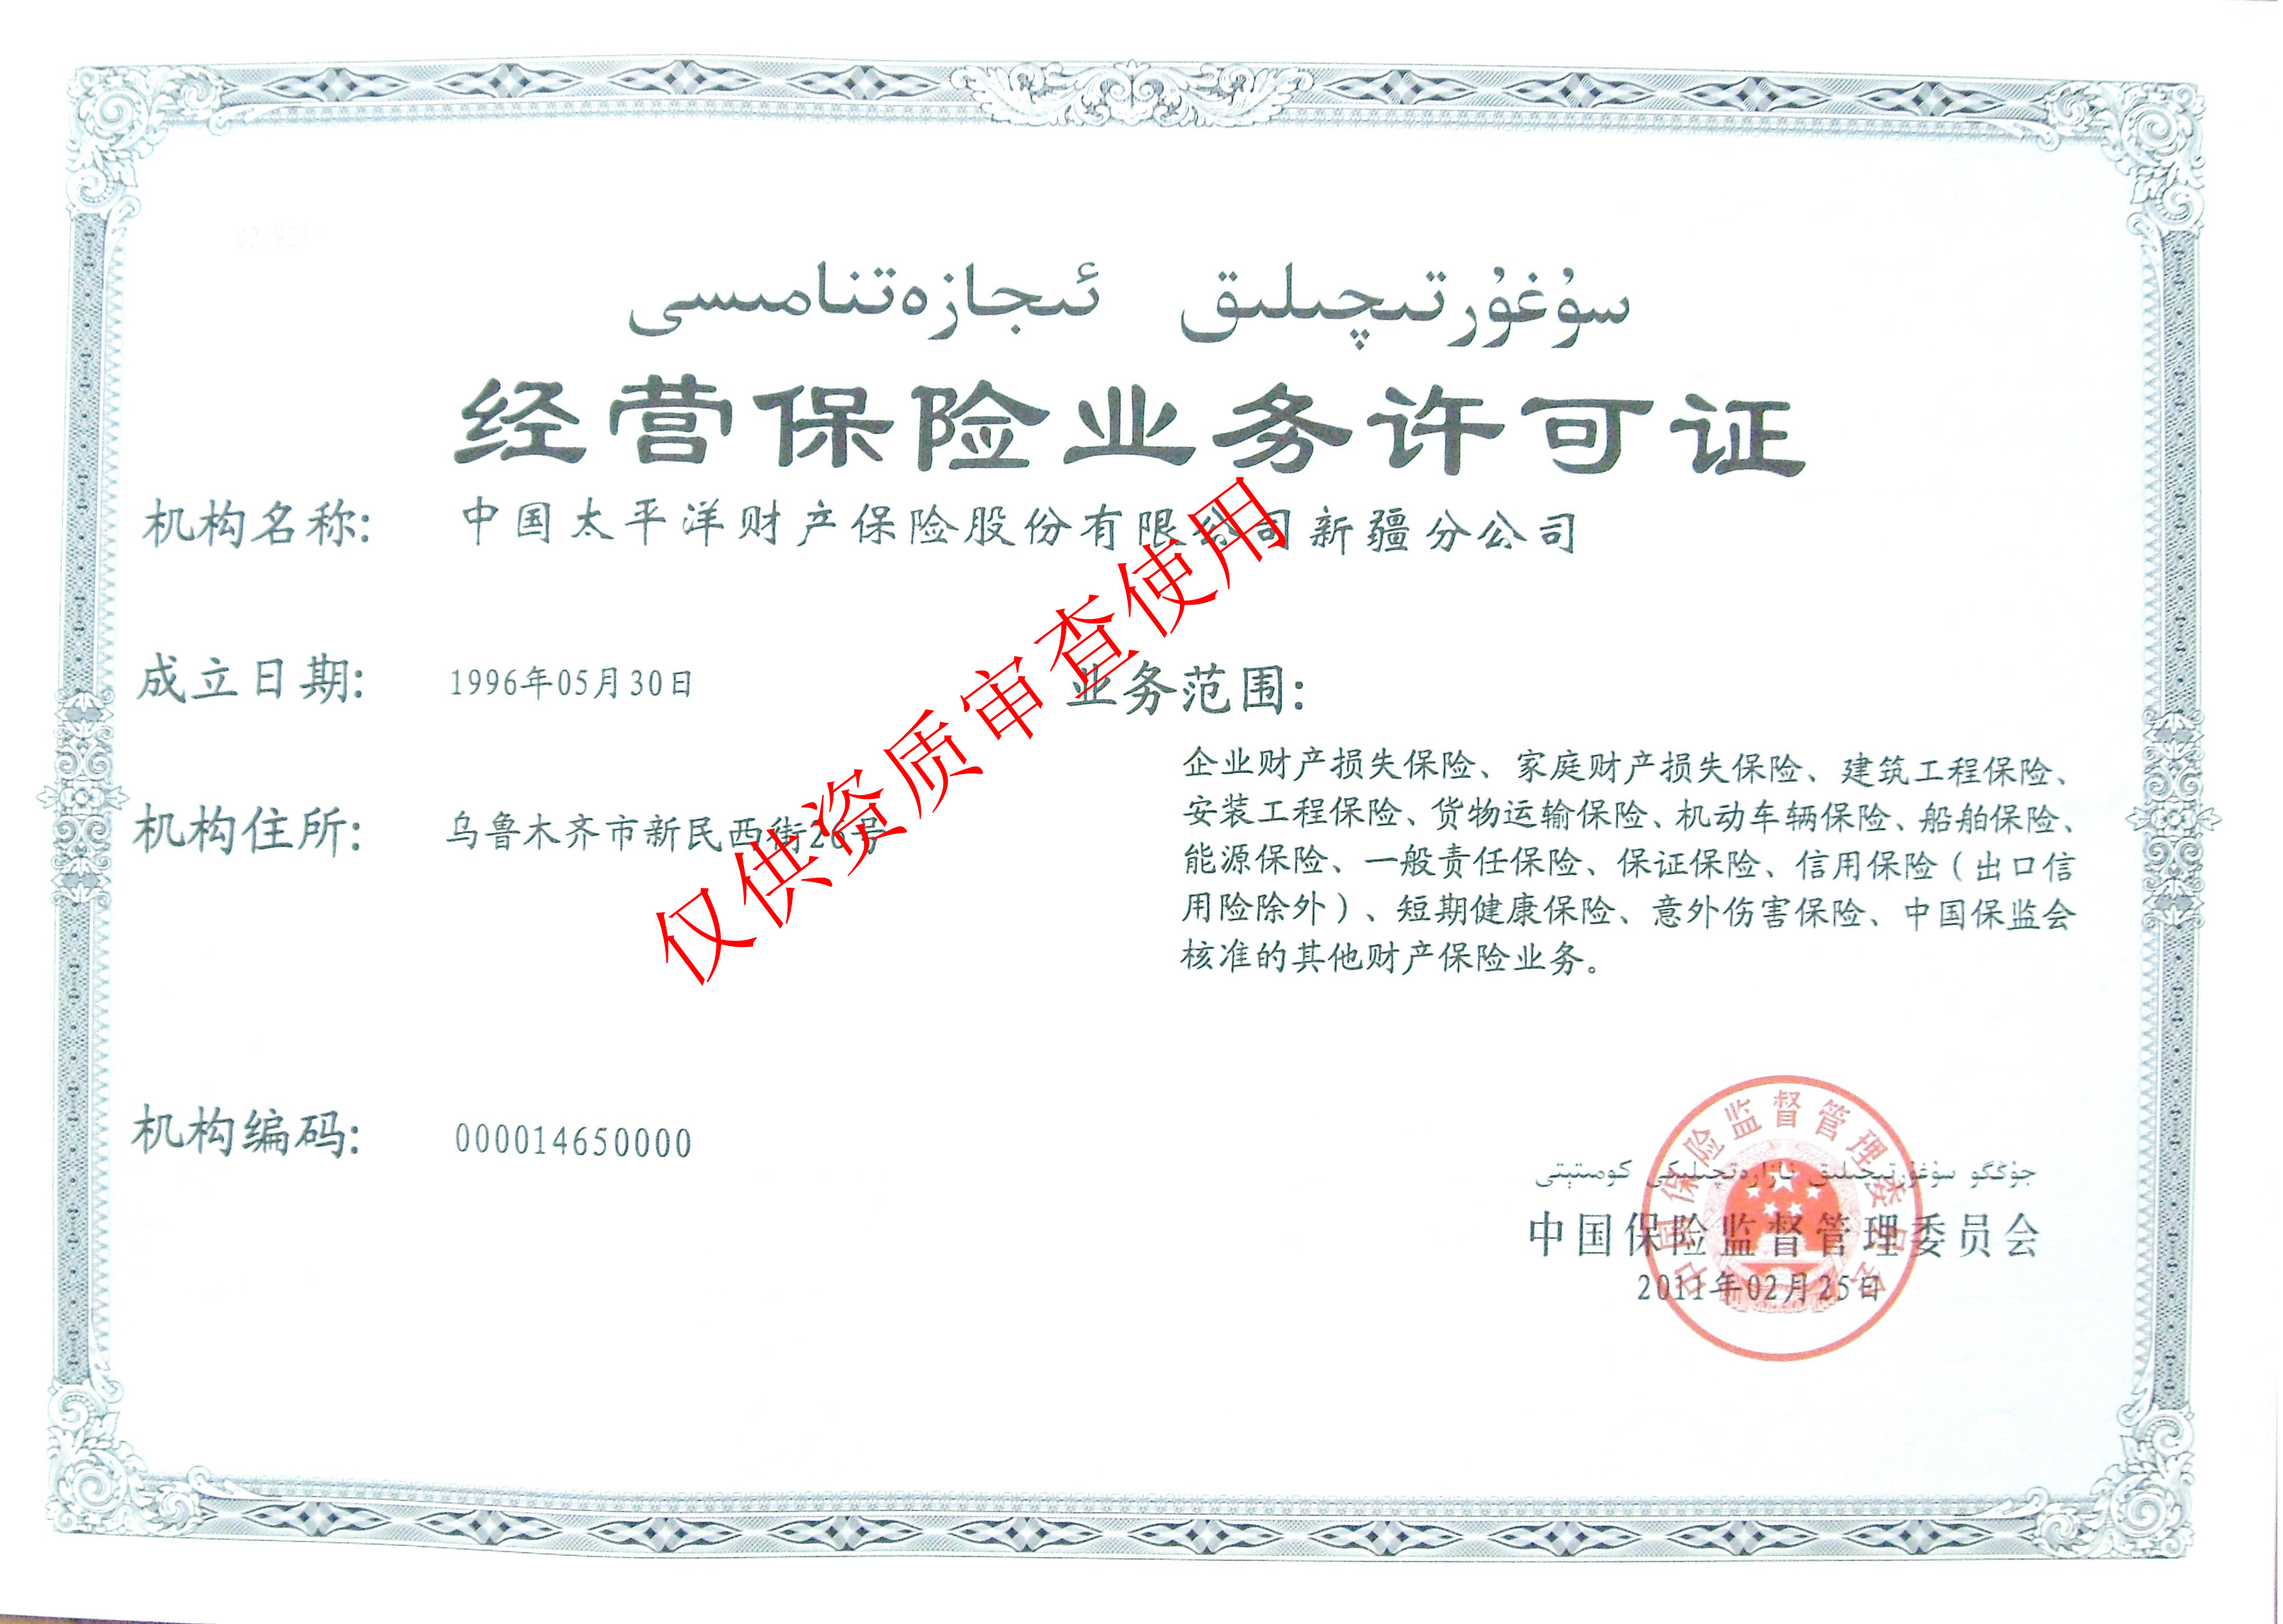 سۇغۇرتىچىلىق ئىجازەتنامىسى
经营保险业务许可证
机构名称: 中国太平洋财产保险股份有限公司新疆分公司
成立日期: 1996年05月30日
业务范围:
企业财产损失保险、家庭财产损失保险、建筑工程保险、
安装工程保险、货物运输保险、机动车辆保险、船舶保险、
能源保险、一般责任保险、保证保险、信用保险(出口信
用险除外)、短期健康保险、意外伤害保险、中国保监会
核准的其他财产保险业务。
机构住所: 乌鲁木齐市新民西街号
机构编码: 000014650000
仅供资质审查使用
جۇڭگو سۇغۇرتىچىلىق نازارەتچىلىكى كومىتېتى
中国保险监督管理委员会
2011年02月25日
中国保险监督管理委员会